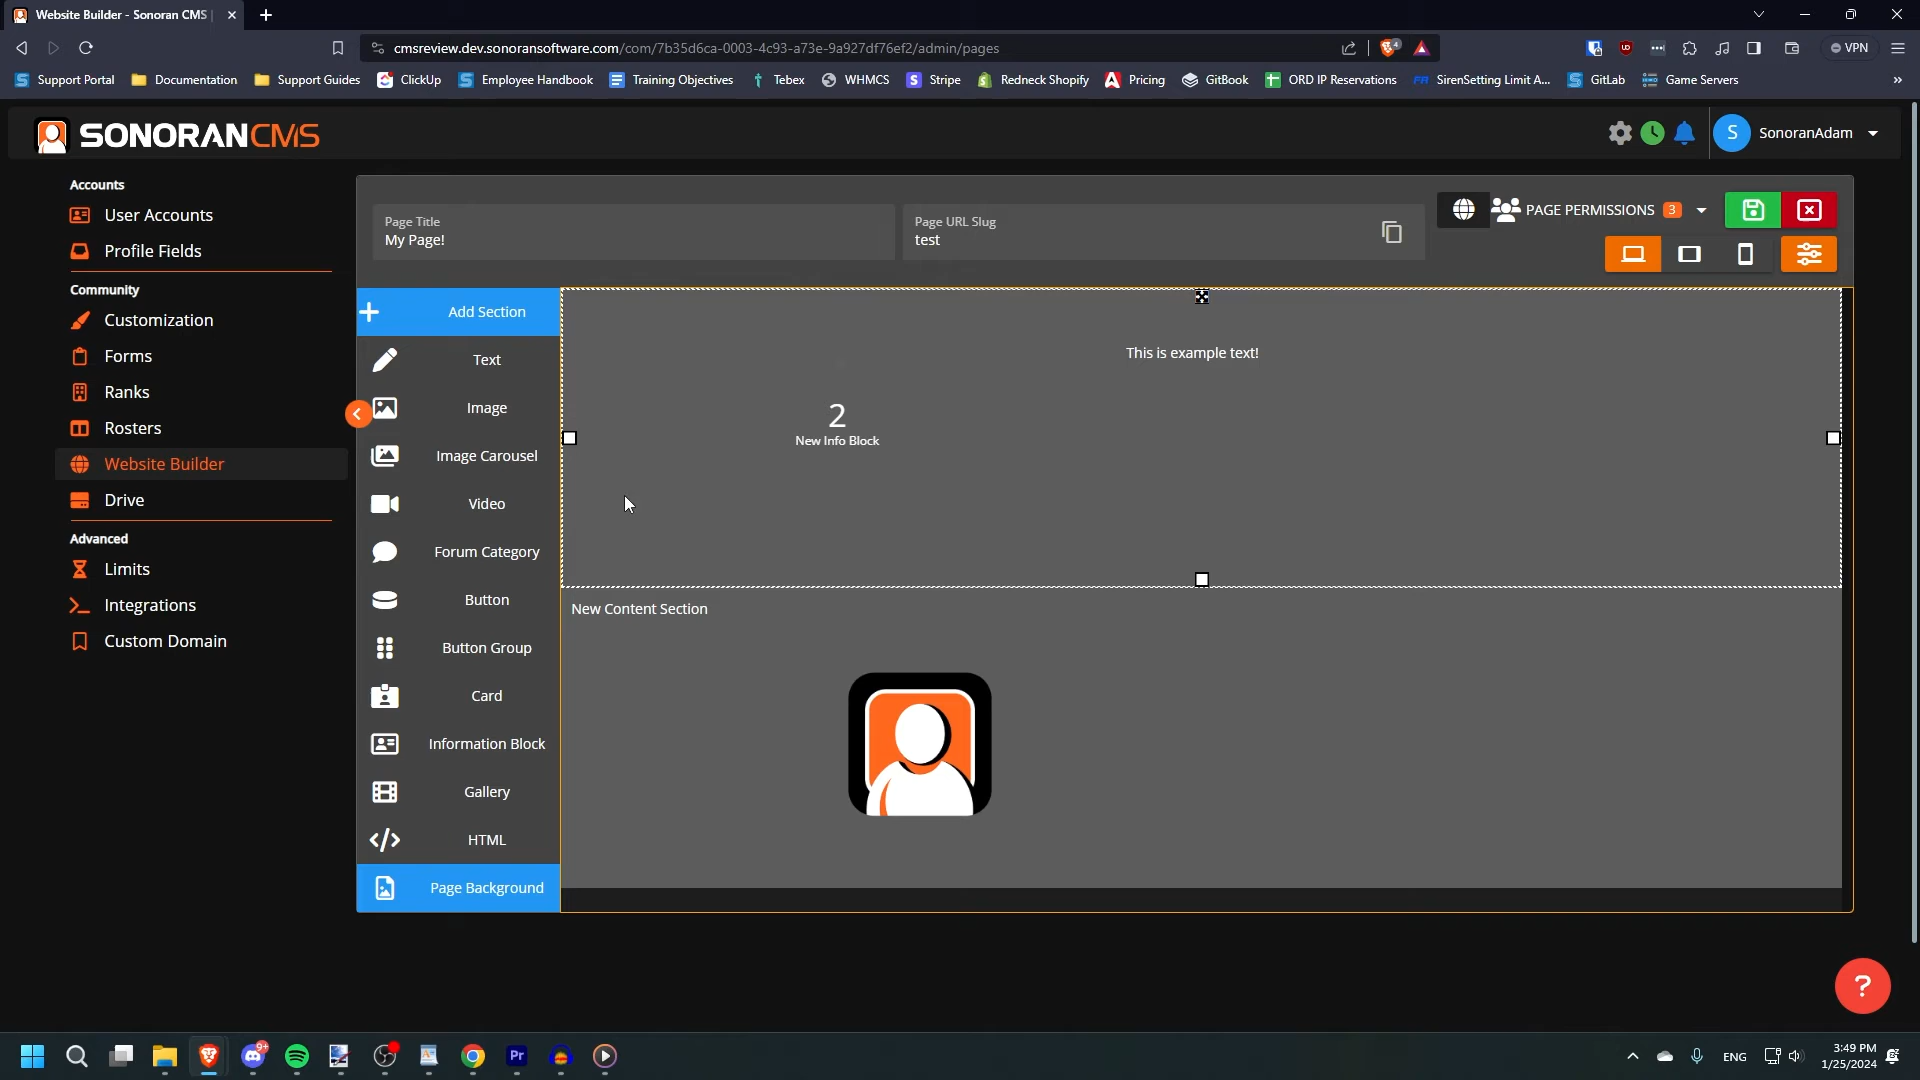 Website Builder - Sonoran CMS
cmsreview.dev.sonoransoftware.com/com/7b35d6ca-0003-4c93-a73e-9a927df76ef2/admin/pages
4
VPN
Support Portal
Documentation
Support Guides
ClickUp
Employee Handbook
Training Objectives
Tebex
WHMCS
Stripe
Redneck Shopify
Pricing
GitBook
ORD IP Reservations
SirenSetting Limit A...
GitLab
Game Servers
SONORANCMS
S
SonoranAdam
Accounts
User Accounts
Profile Fields
Community
Customization
Forms
Ranks
Rosters
Website Builder
Drive
Advanced
Limits
Integrations
Custom Domain
Page Title
My Page!
Page URL Slug
test
PAGE PERMISSIONS 3
Add Section
Text
Image
Image Carousel
Video
Forum Category
Button
Button Group
Card
Information Block
Gallery
HTML
Page Background
This is example text!
2
New Info Block
New Content Section
?
9+
Pr
ENG
3:49 PM
1/25/2024